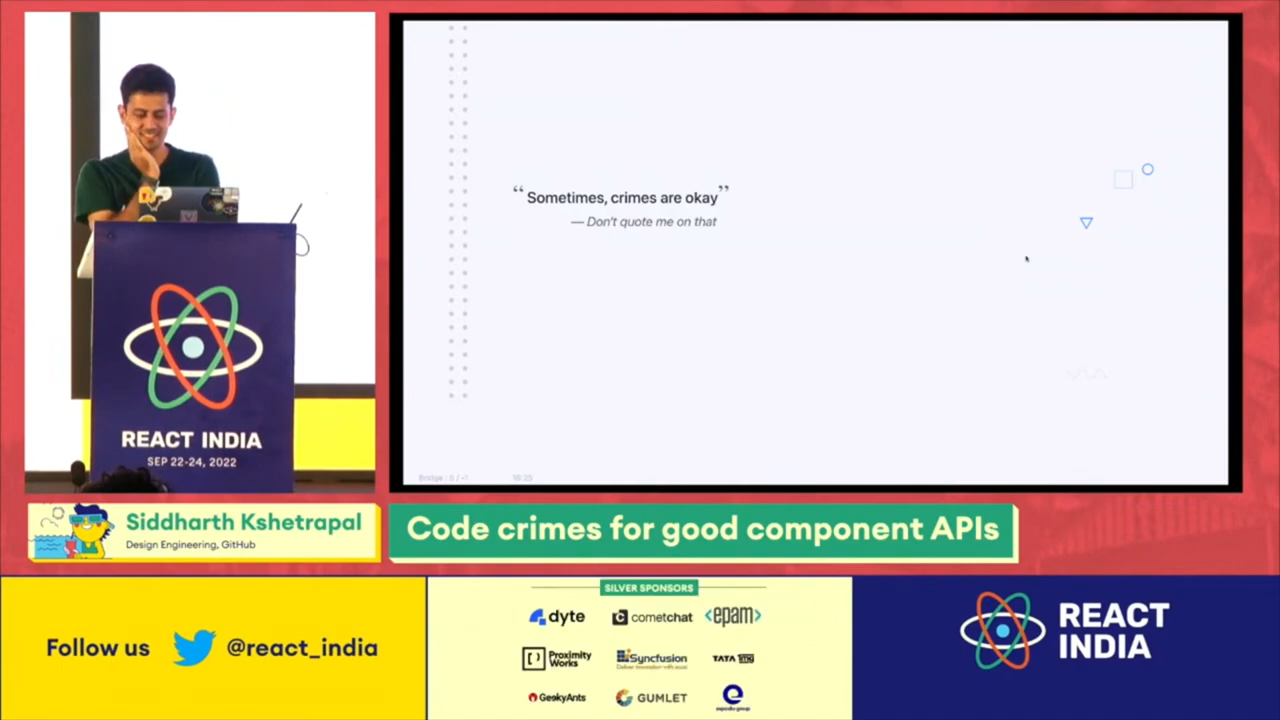 “Sometimes, crimes are okay”
— Don't quote me on that
REACT INDIA
SEP 22-24, 2022
Siddharth Kshetrapal
Design Engineering, GitHub
Code crimes for good component APIs
Follow us @react_india
SILVER SPONSORS
dyte cometchat <epam>
Proximity
Works
Syncfusion
TATA
GeekyAnts GUMLET
REACT
INDIA